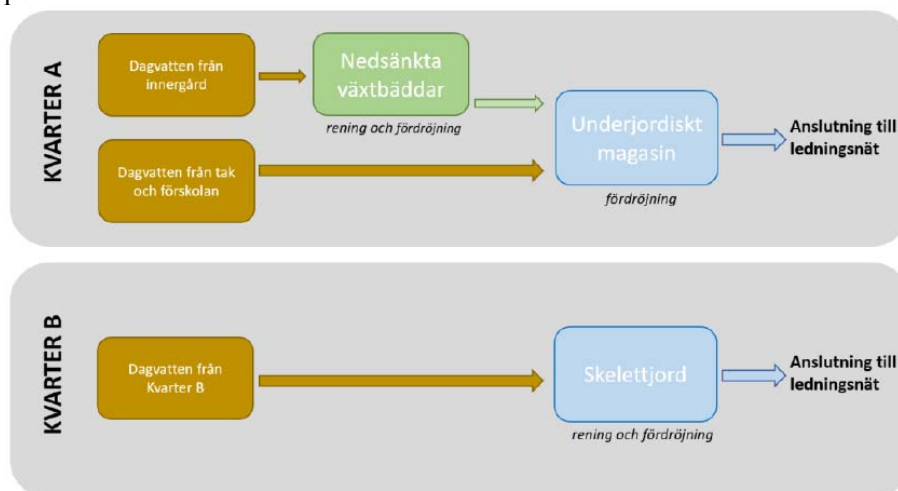 KVARTER A
Dagvatten från
innergård
Nedsänkta
växtbäddar
rening och fördröjning
Dagvatten från tak
och förskolan
Underjordiskt
magasin
fördröjning
Anslutning till
ledningsnät
KVARTER B
Dagvatten från
Kvarter B
Skelettjord
rening och fördröjning
Anslutning till
ledningsnät